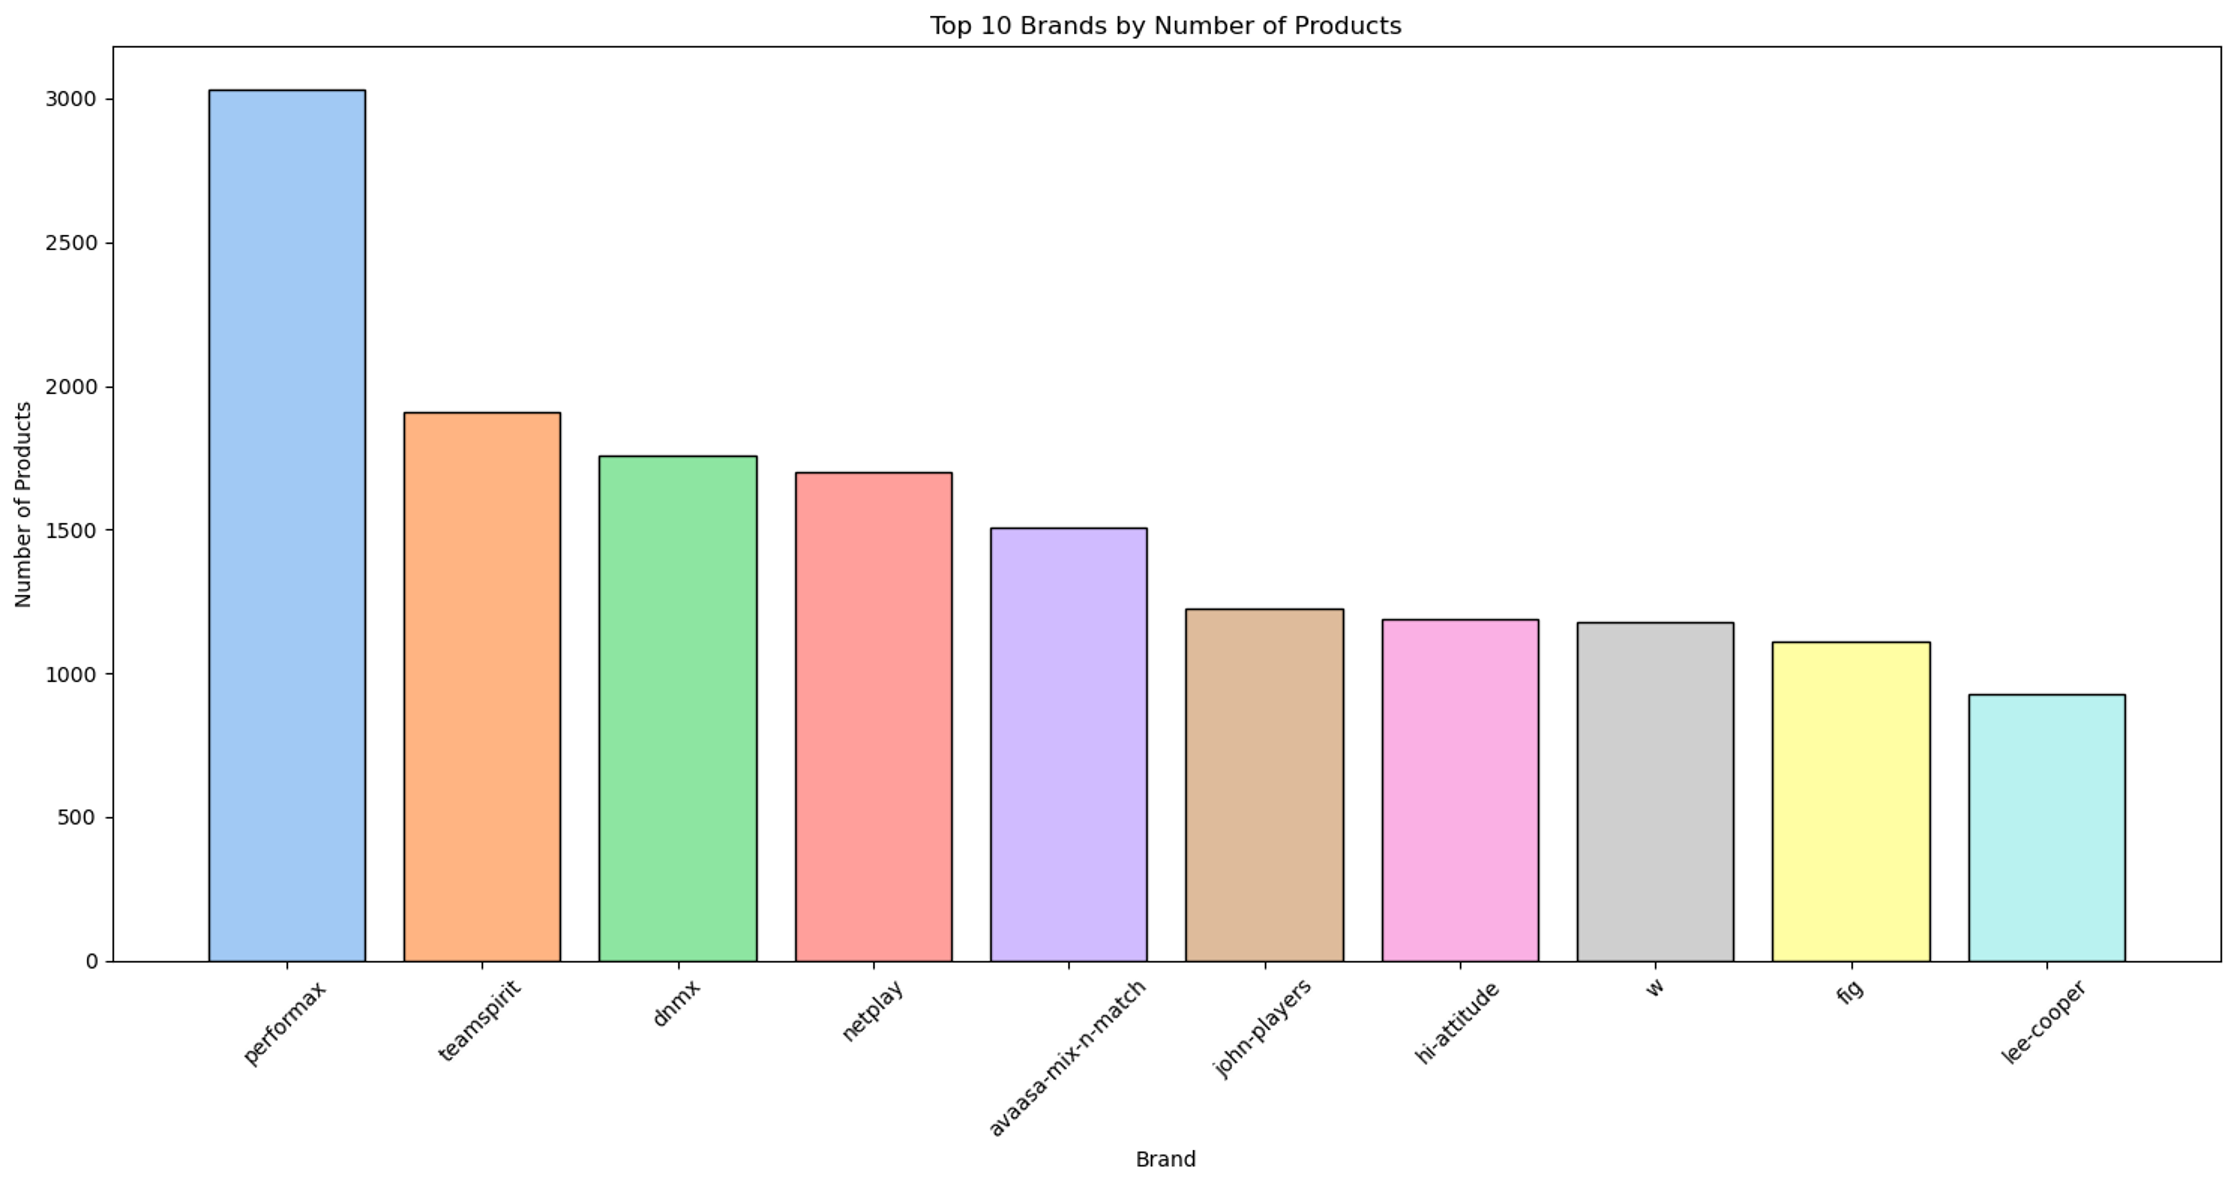 Top 10 Brands by Number of Products
Number of Products
3000
2500
2000
1500
1000
500
0
performax
teamspirit
dnmx
netplay
avaasa-mix-n-match
john-players
hi-attitude
w
fig
lee-cooper
Brand